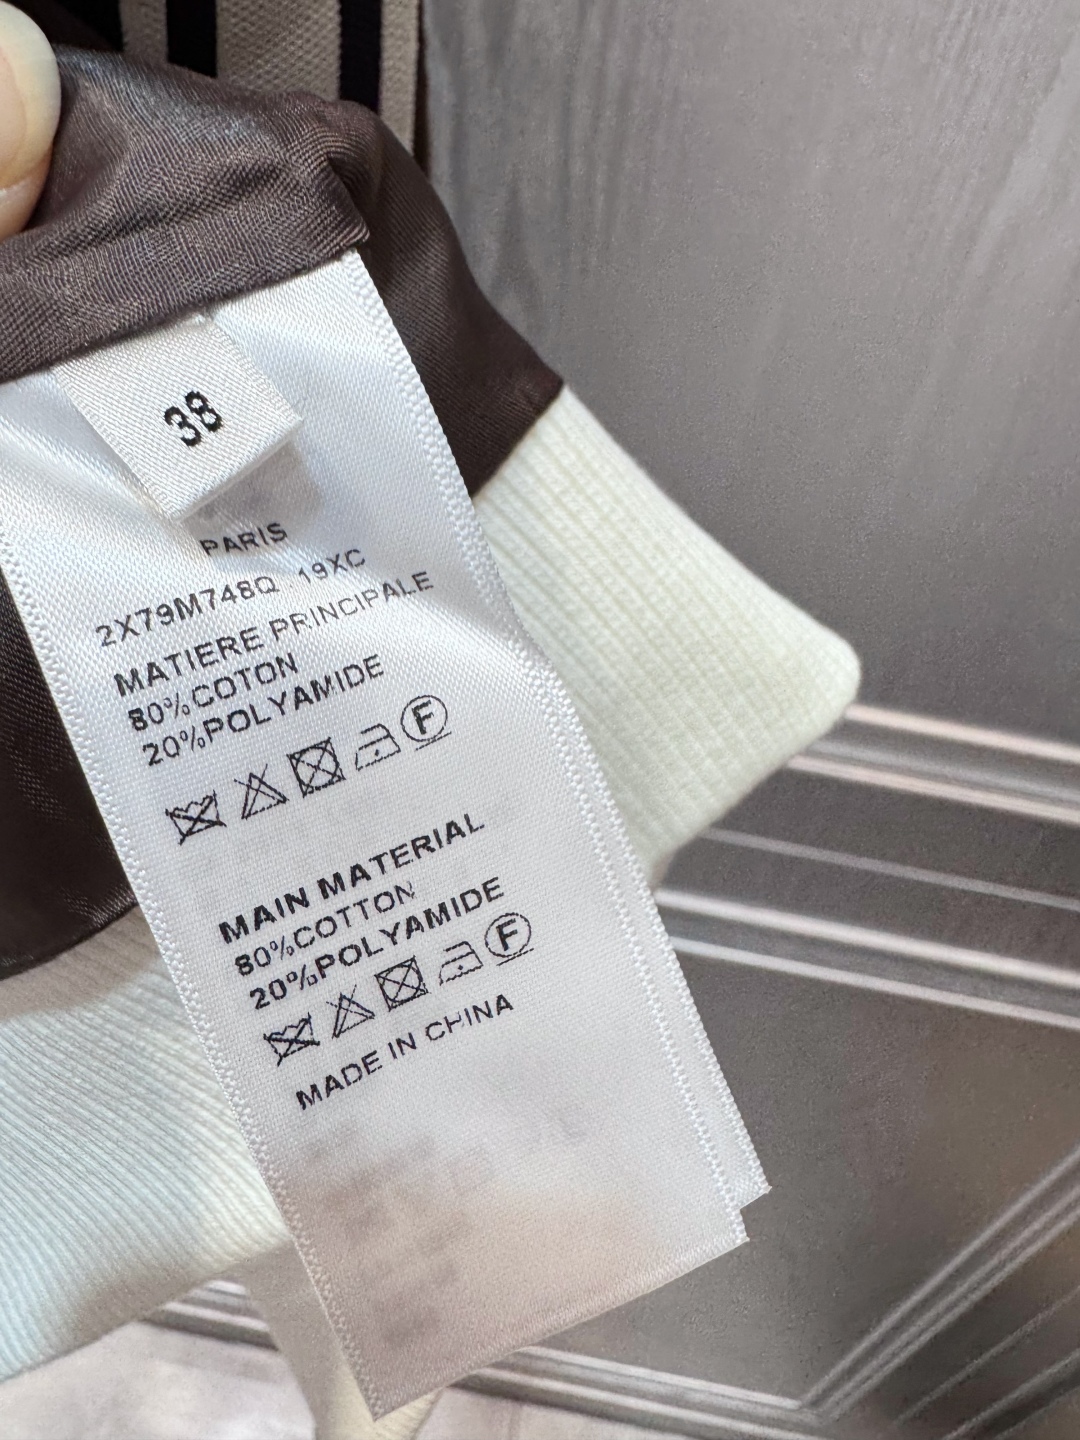 38
PARIS
2X79M748Q 19XC
MATIERE PRINCIPALE
80%COTON
20%POLYAMIDE
F
MAIN MATERIAL
80%COTTON
20%POLYAMIDE
F
MADE IN CHINA